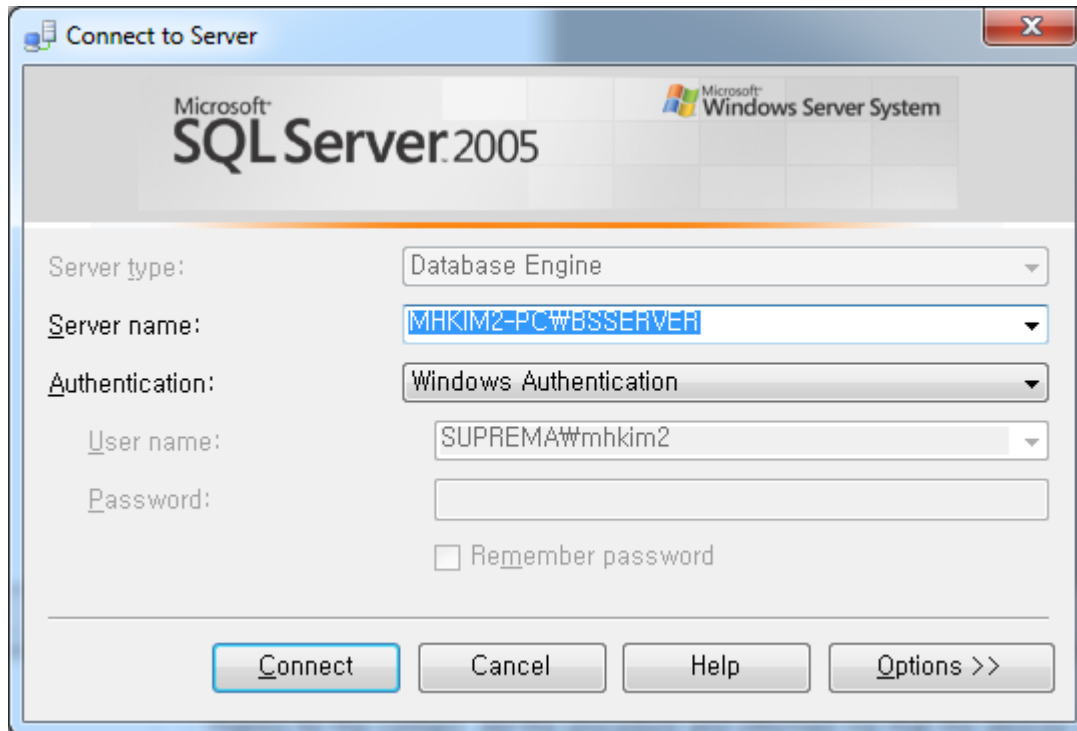 Connect to Server
Microsoft
SQL Server 2005
Microsoft
Windows Server System
Server type: Database Engine
Server name: MHKIM2-PC₩BSSERVER
Authentication: Windows Authentication
User name: SUPREMA₩mhkim2
Password:
Remember password
Connect Cancel Help Options >>